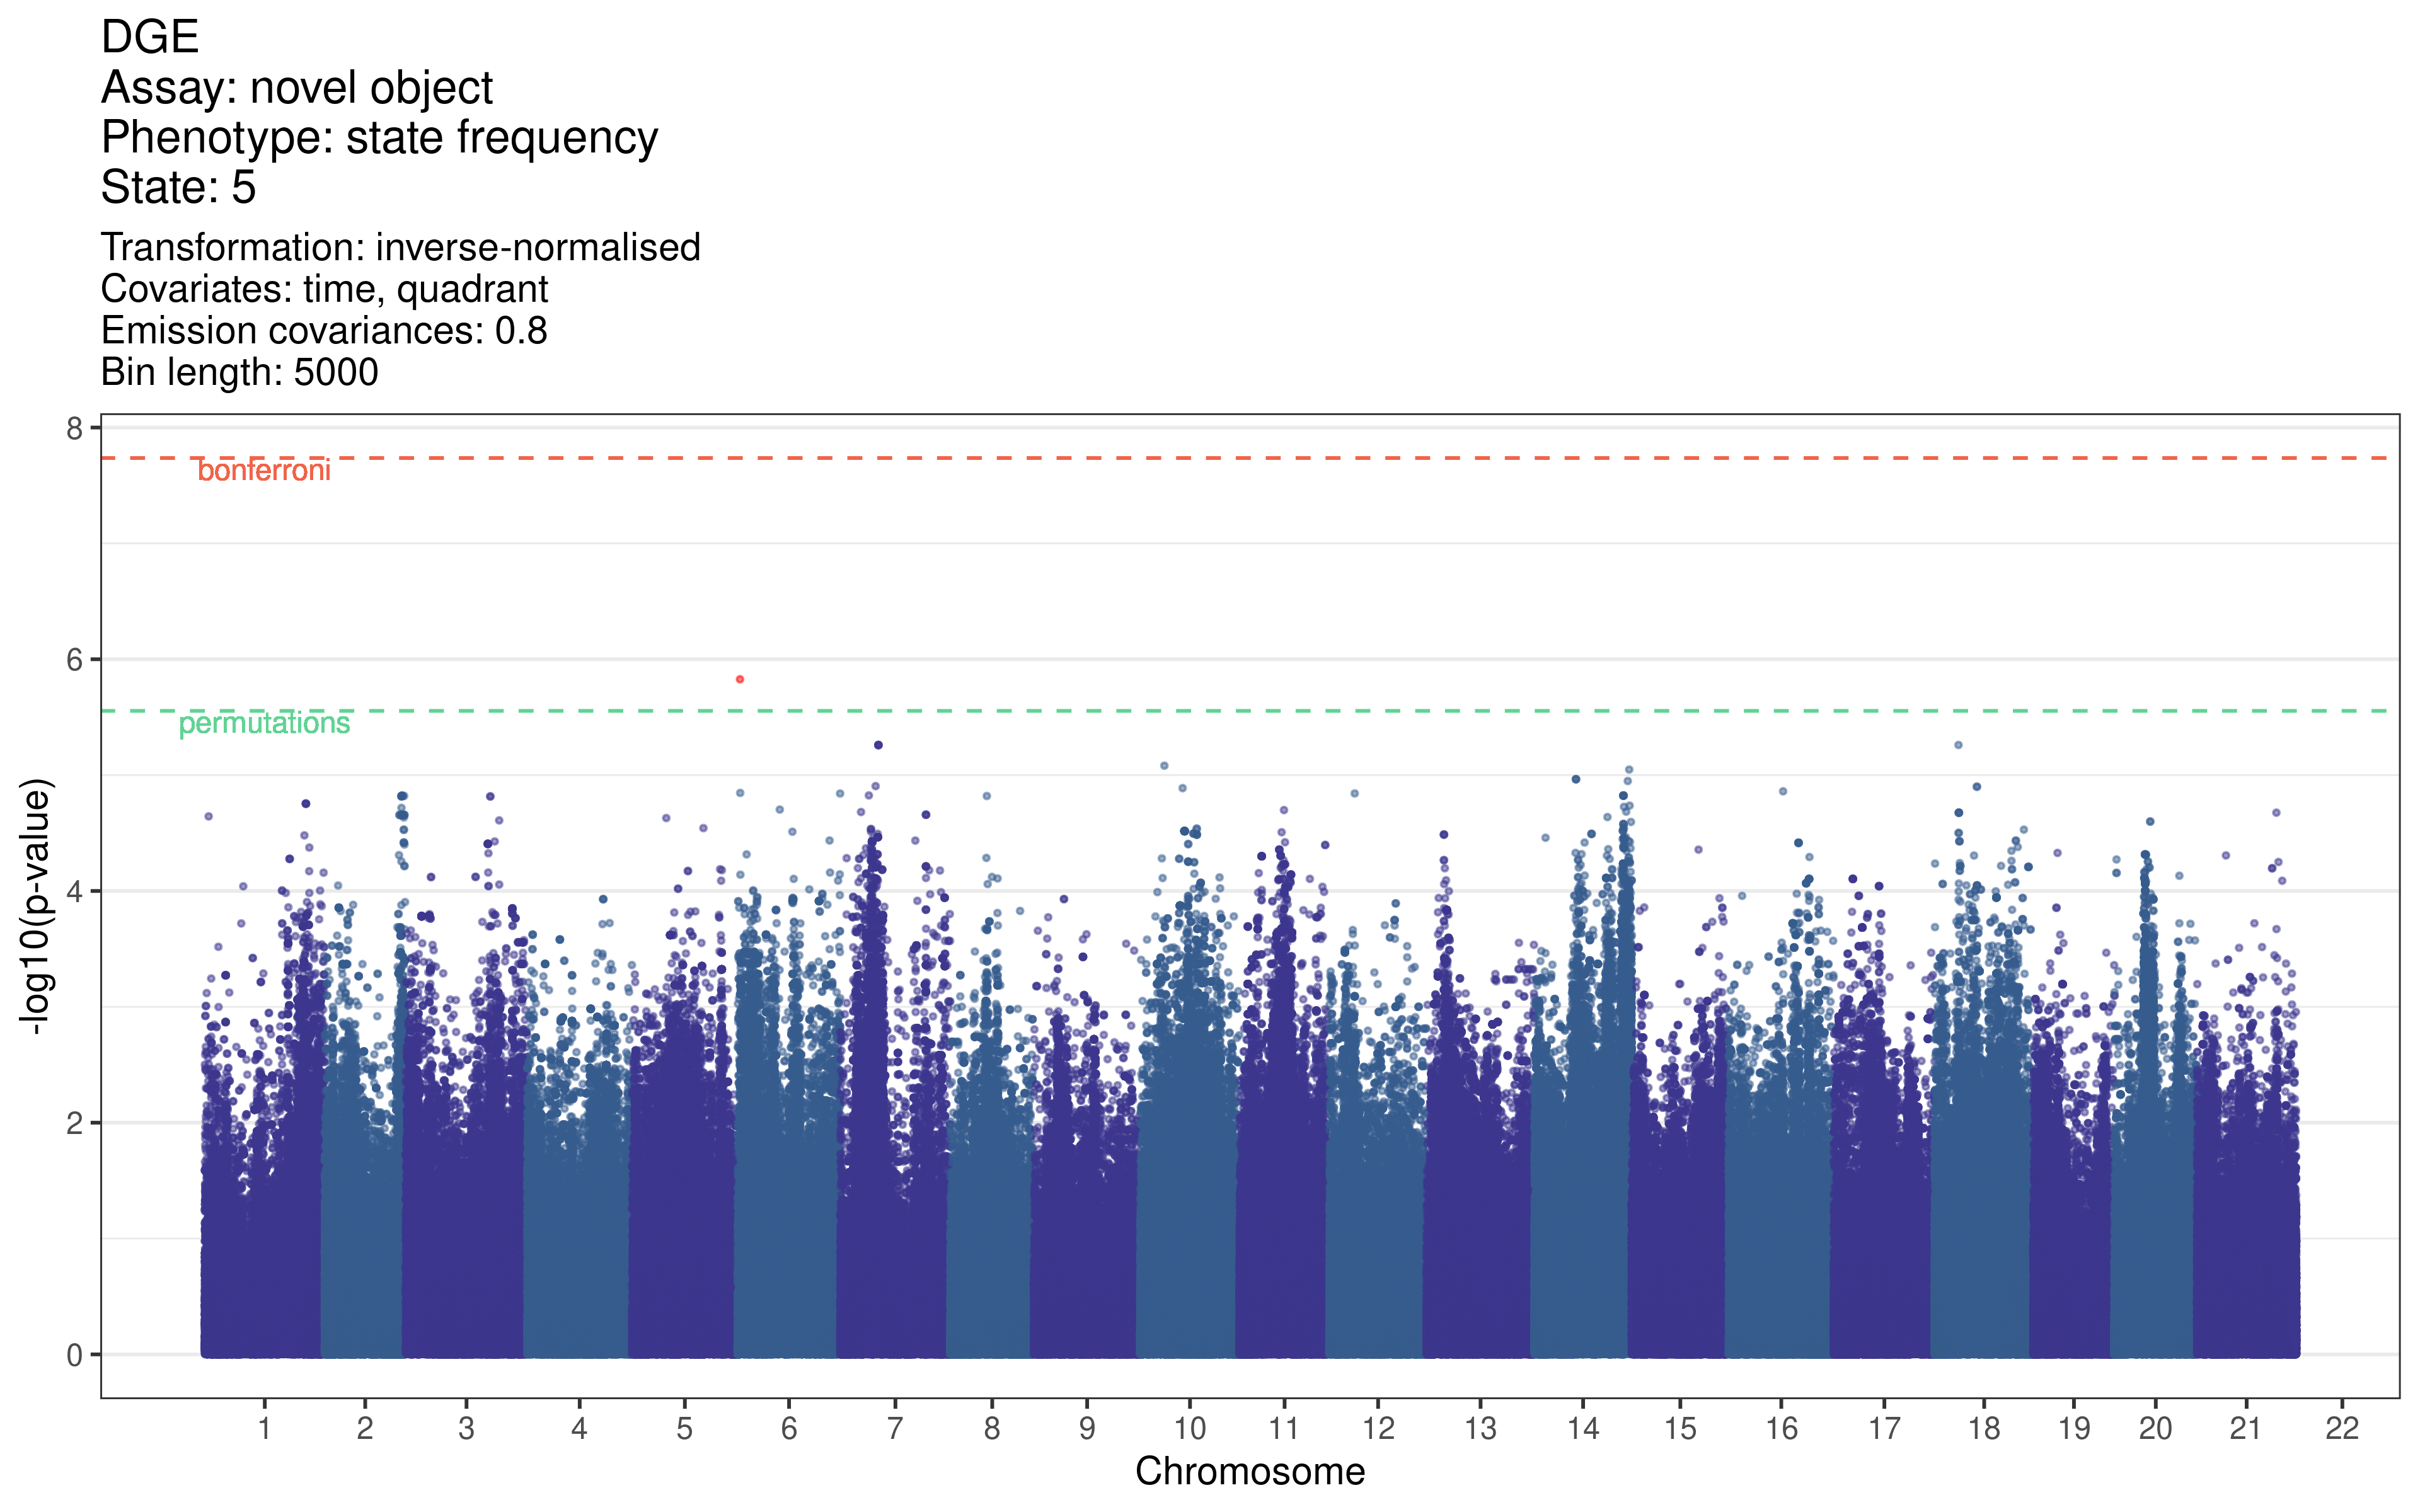 DGE
Assay: novel object
Phenotype: state frequency
State: 5
Transformation: inverse-normalised
Covariates: time, quadrant
Emission covariances: 0.8
Bin length: 5000
8
bonferroni
6
permutations
4
2
0
-log10(p-value)
1 2 3 4 5 6 7 8 9 10 11 12 13 14 15 16 17 18 19 20 21 22
Chromosome